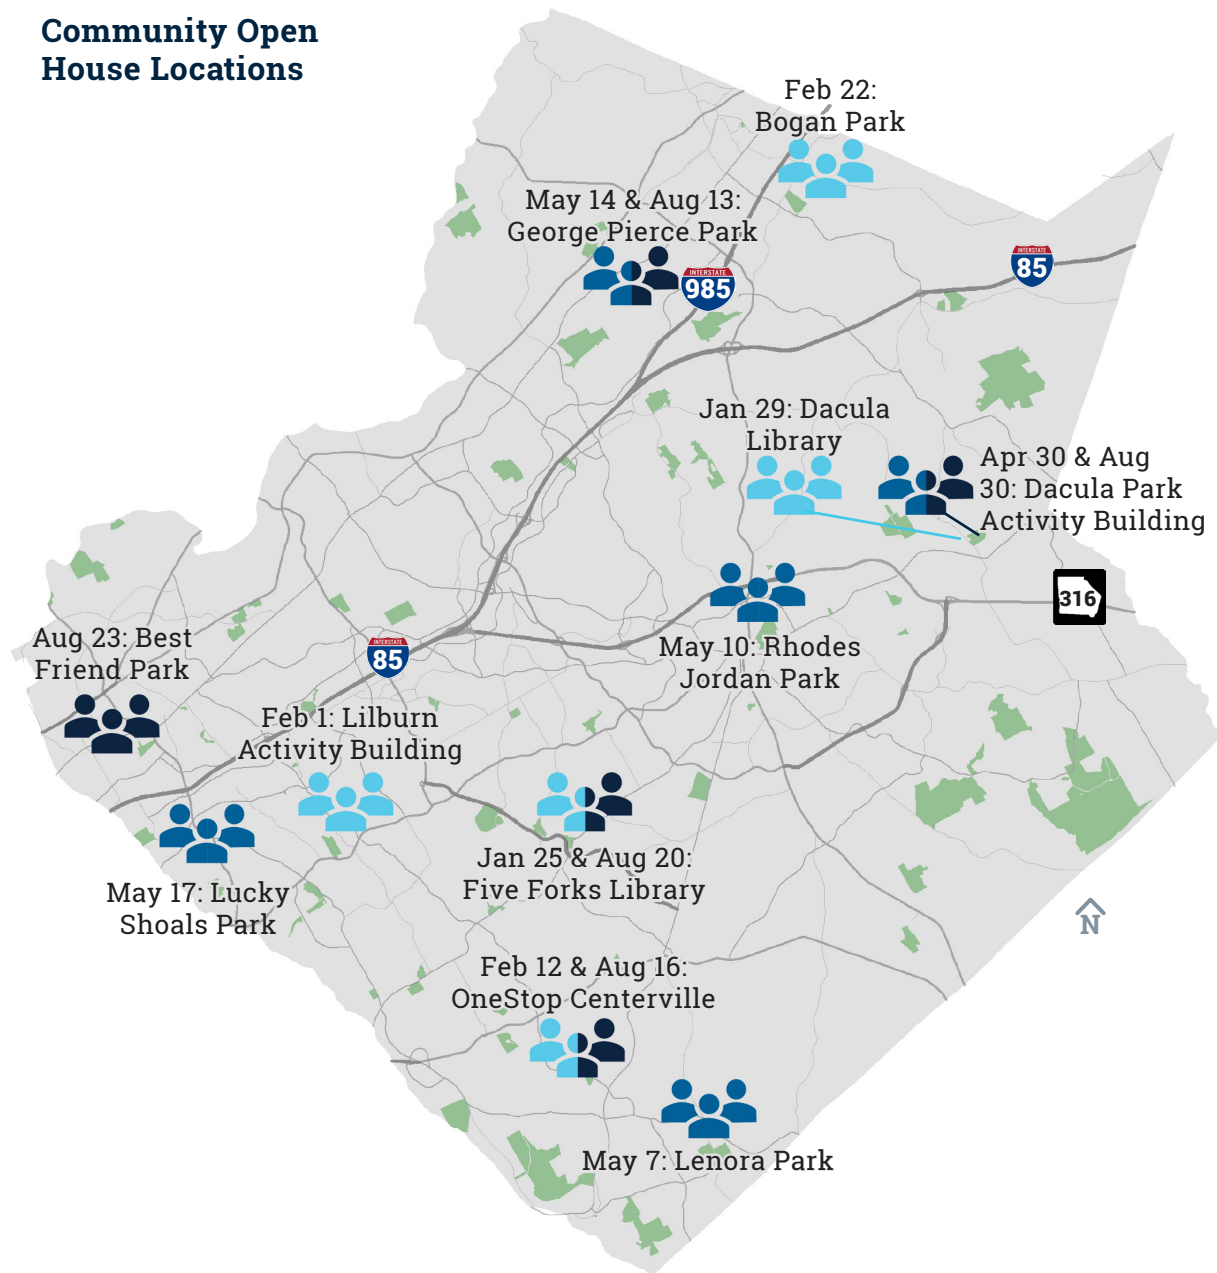 Community Open
House Locations
Feb 22:
Bogan Park
May 14 & Aug 13:
George Pierce Park
INTERSTATE
985
INTERSTATE
85
Jan 29: Dacula
Library
Apr 30 & Aug
30: Dacula Park
Activity Building
316
May 10: Rhodes
Jordan Park
Aug 23: Best
Friend Park
INTERSTATE
85
Feb 1: Lilburn
Activity Building
May 17: Lucky
Shoals Park
Jan 25 & Aug 20:
Five Forks Library
N
Feb 12 & Aug 16:
OneStop Centerville
May 7: Lenora Park